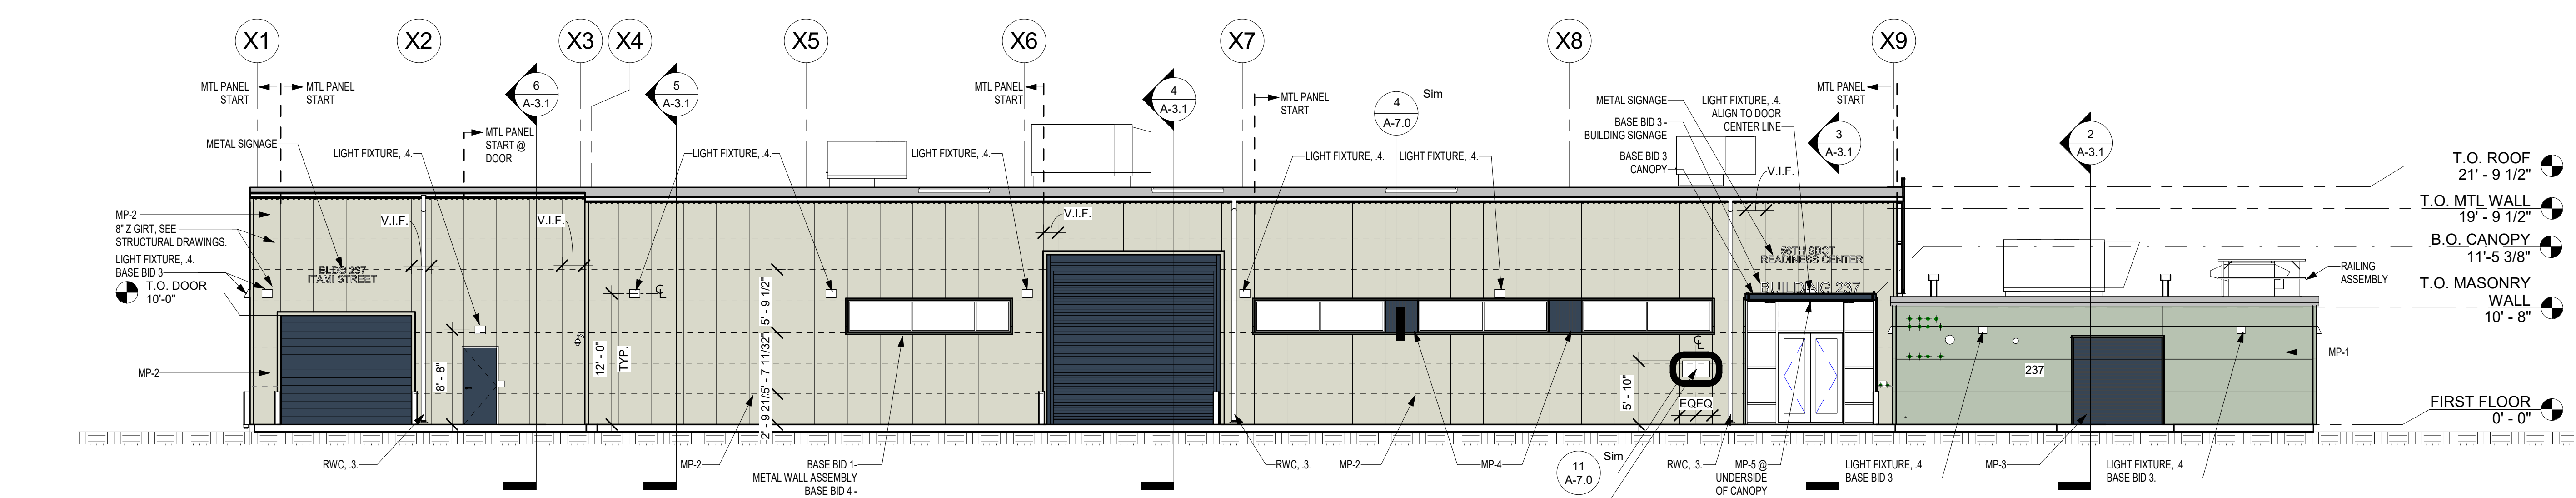 X1
X2
X3
X4
X5
X6
X7
X8
X9
MTL PANEL
START
MTL PANEL
START
6
A-3.1
5
A-3.1
MTL PANEL
START
4
A-3.1
MTL PANEL
START
4
A-7.0
Sim
METAL SIGNAGE
BASE BID 3 -
BUILDING SIGNAGE
BASE BID 3
CANOPY
LIGHT FIXTURE, .4.
ALIGN TO DOOR
CENTER LINE
MTL PANEL
START
3
A-3.1
2
A-3.1
METAL SIGNAGE
LIGHT FIXTURE, .4.
MTL PANEL
START @
DOOR
LIGHT FIXTURE, .4.
LIGHT FIXTURE, .4.
LIGHT FIXTURE, .4.
LIGHT FIXTURE, .4.
V.I.F.
T.O. ROOF
21' - 9 1/2"
T.O. MTL WALL
19' - 9 1/2"
B.O. CANOPY
11'-5 3/8"
T.O. MASONRY
WALL
10' - 8"
FIRST FLOOR
0' - 0"
MP-2
8" Z GIRT, SEE
STRUCTURAL DRAWINGS.
LIGHT FIXTURE, .4.
BASE BID 3
T.O. DOOR
10'-0"
MP-2
V.I.F.
V.I.F.
V.I.F.
BLDG 237
ITAMI STREET
56TH SBCT
READINESS CENTER
BUILDING 237
RAILING
ASSEMBLY
CL
8' - 8"
12' - 0"
TYP.
5' - 9 1/2"
5' - 7 11/32"
2' - 9 21/
5' - 10"
CL
EQ
EQ
237
MP-1
RWC, .3.
MP-2
BASE BID 1-
METAL WALL ASSEMBLY
BASE BID 4 -
RWC, .3.
MP-2
MP-4
11
A-7.0
Sim
RWC, .3.
MP-5 @
UNDERSIDE
OF CANOPY
LIGHT FIXTURE, .4
BASE BID 3
MP-3
LIGHT FIXTURE, .4
BASE BID 3.